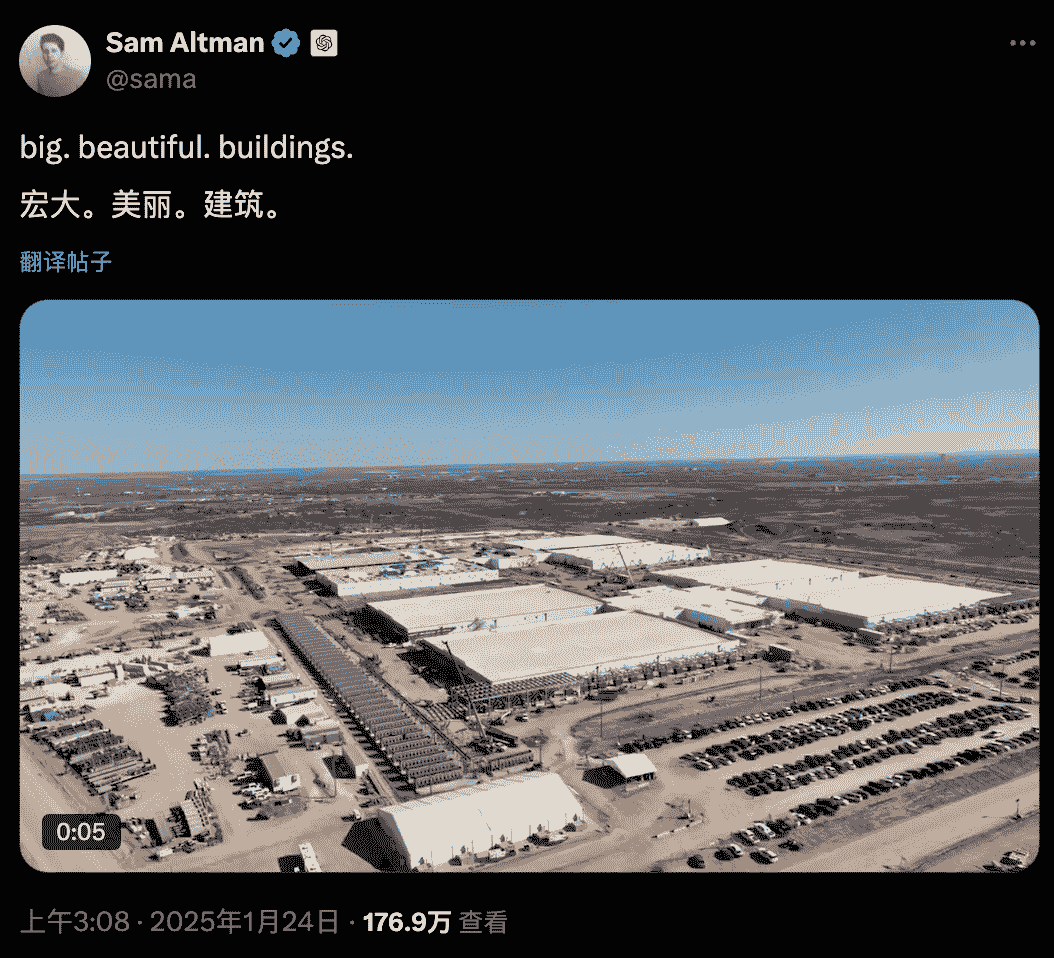 Sam Altman
@sama
big. beautiful. buildings.
宏大。美丽。建筑。
翻译帖子
0:05
上午3:08 · 2025年1月24日 · 176.9万 查看